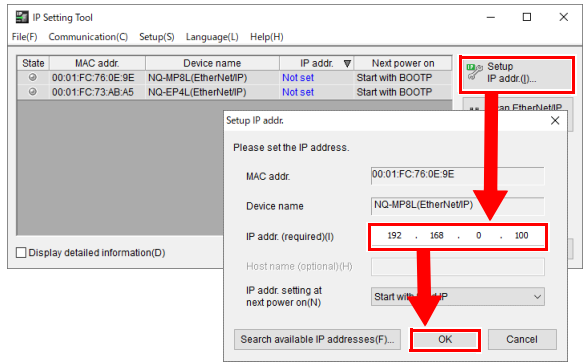 IP Setting Tool
File(F) Communication(C) Setup(S) Language(L) Help(H)
State MAC addr. Device name IP addr. Next power on
00:01:FC:76:0E:9E NQ-MP8L(EtherNet/IP) Not set Start with BOOTP
00:01:FC:73:AB:A5 NQ-EP4L(EtherNet/IP) Not set Start with BOOTP
Setup
IP addr.(I)...
EtherNet/IP
Display detailed information(D)
Setup IP addr.
Please set the IP address.
MAC addr. 00:01:FC:76:0E:9E
Device name NQ-MP8L(EtherNet/IP)
IP addr. (required)(I) 192 . 168 . 0 . 100
Host name (optional)(H)
IP addr. setting at
next power on(N)
Start with
Search available IP addresses(F)... OK Cancel